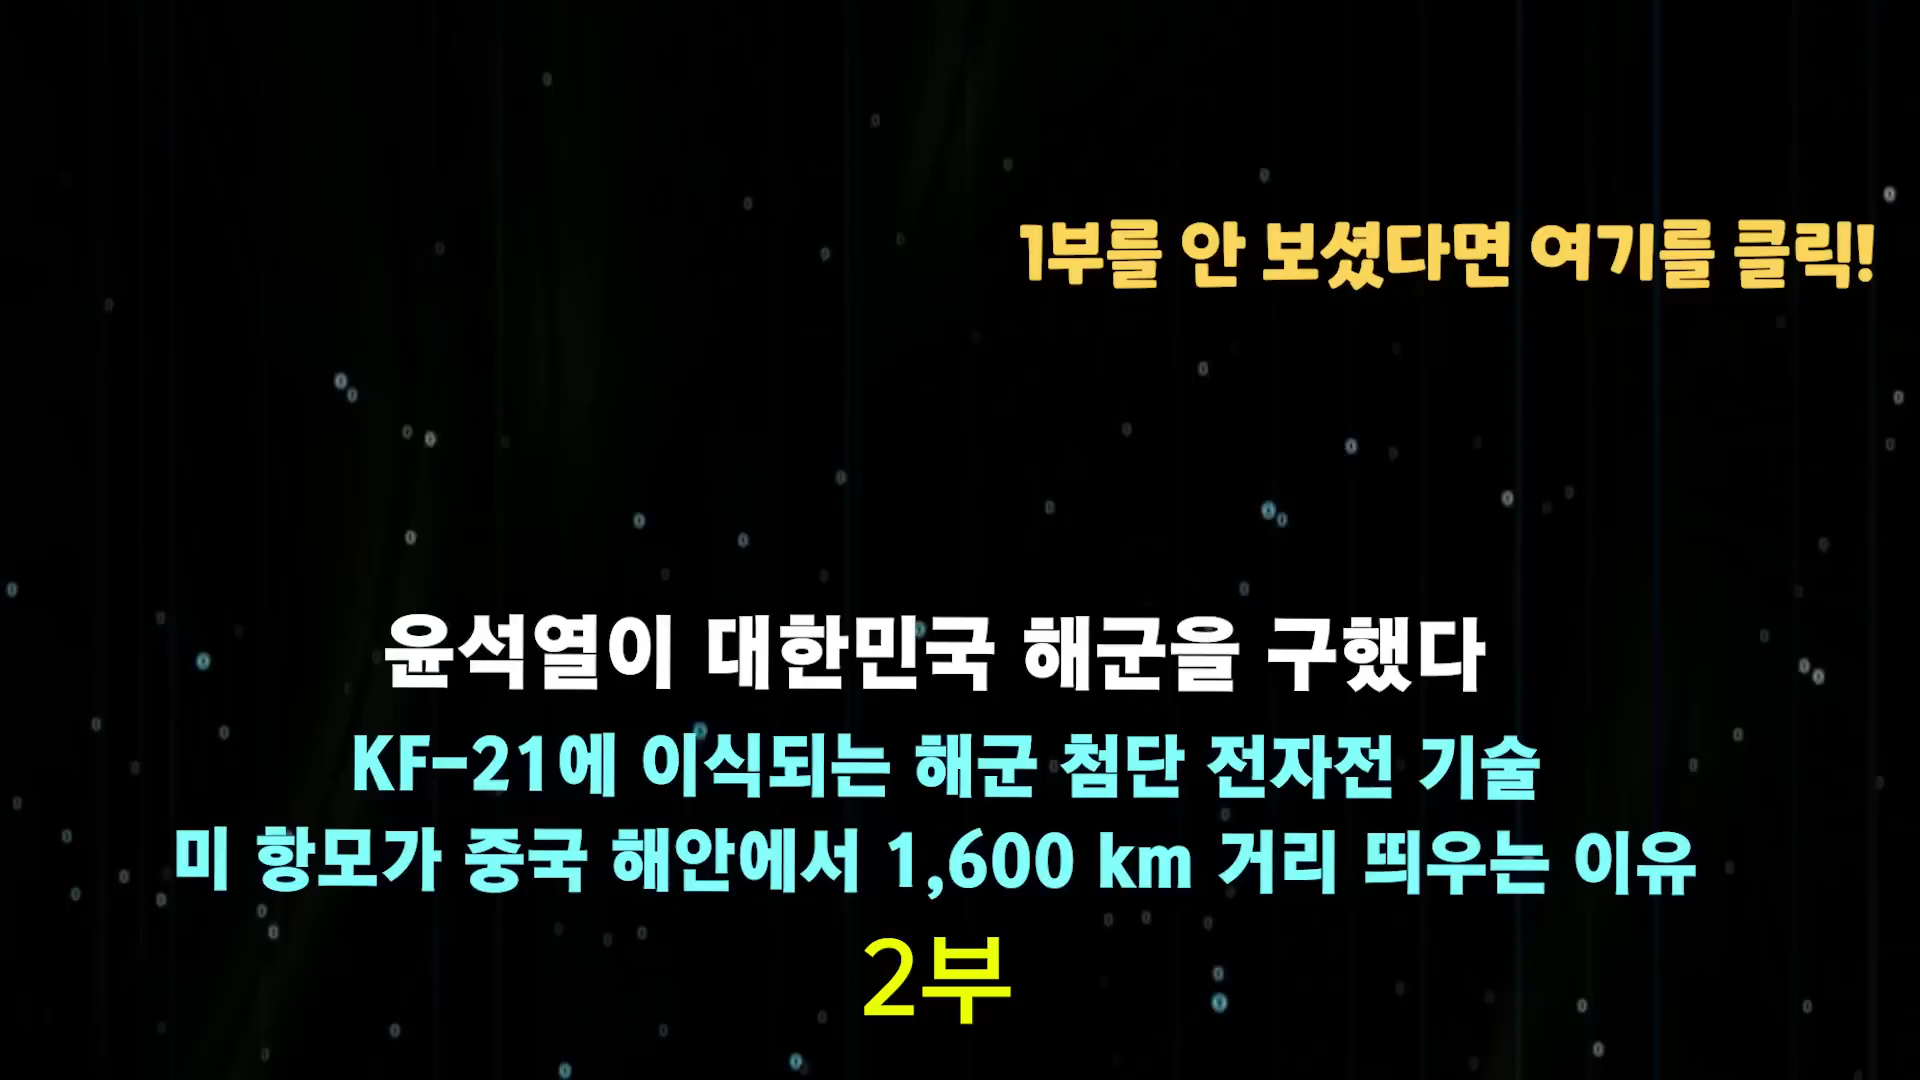 1부를 안 보셨다면 여기를 클릭!
윤석열이 대한민국 해군을 구했다
KF-21에 이식되는 해군 첨단 전자전 기술
미 항모가 중국 해안에서 1,600 km 거리 띄우는 이유
2부